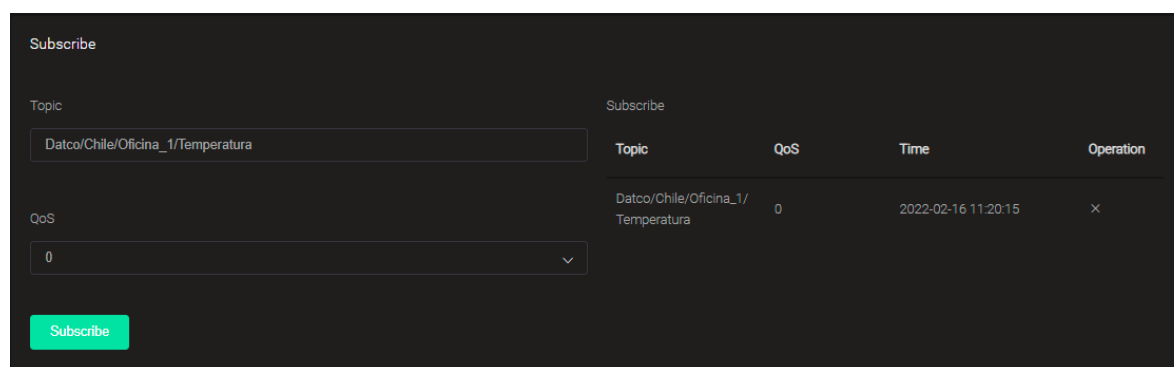 Subscribe
Topic
Datco/Chile/Oficina_1/Temperatura
QoS
0
Subscribe
Subscribe
Topic QoS Time Operation
Datco/Chile/Oficina_1/
Temperatura
0 2022-02-16 11:20:15